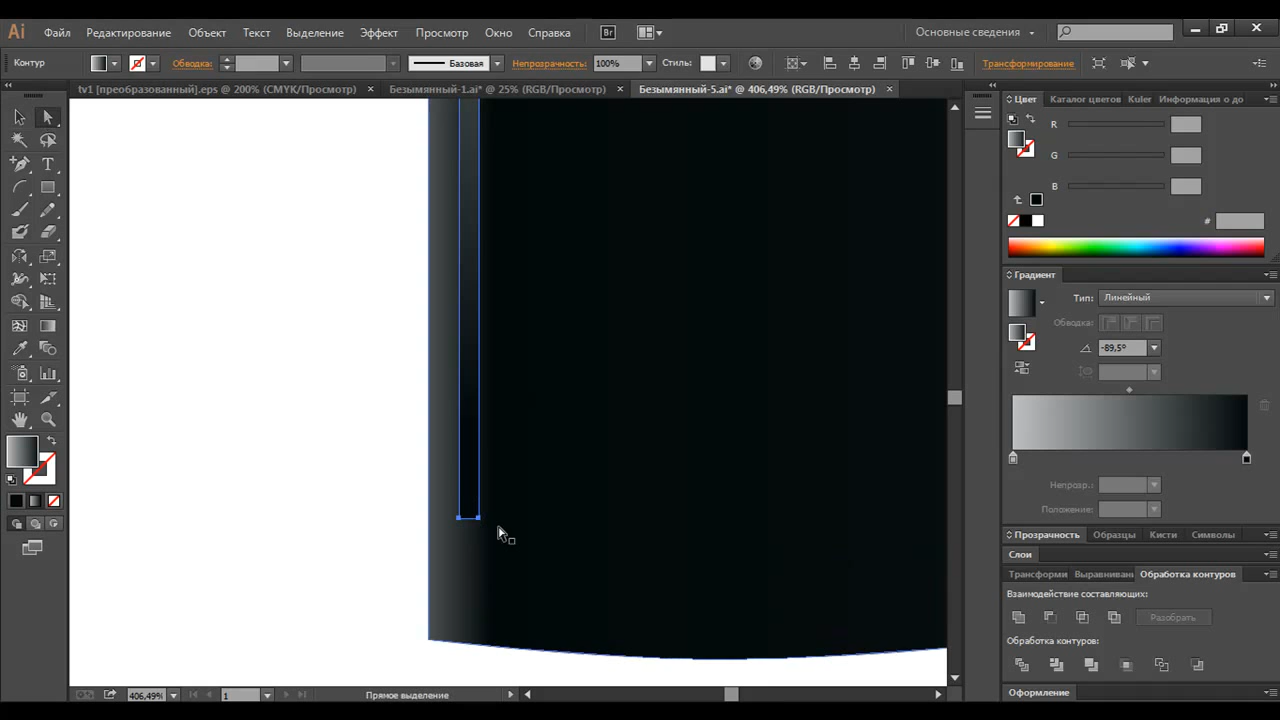 Ai Файл Редактирование Объект Текст Выделение Эффект Просмотр Окно Справка Br Основные сведения
Контур Обводка: Базовая Непрозрачность: 100% Стиль: Трансформирование
tv1 [преобразованный].eps @ 200% (CMYK/Просмотр) × Безымянный-1.ai* @ 25% (RGB/Просмотр) × Безымянный-5.ai* @ 406,49% (RGB/Просмотр) ×
Цвет Каталог цветов Kuler Информация о до
R
G
B
#
Градиент
Тип: Линейный
Обводка:
-89,5°
Непрозр.:
Положение:
Прозрачность Образцы Кисти Символы
Слои
Трансформи Выравнивани Обработка контуров
Взаимодействие составляющих:
Разобрать
Обработка контуров:
Оформление
406,49% 1 Прямое выделение